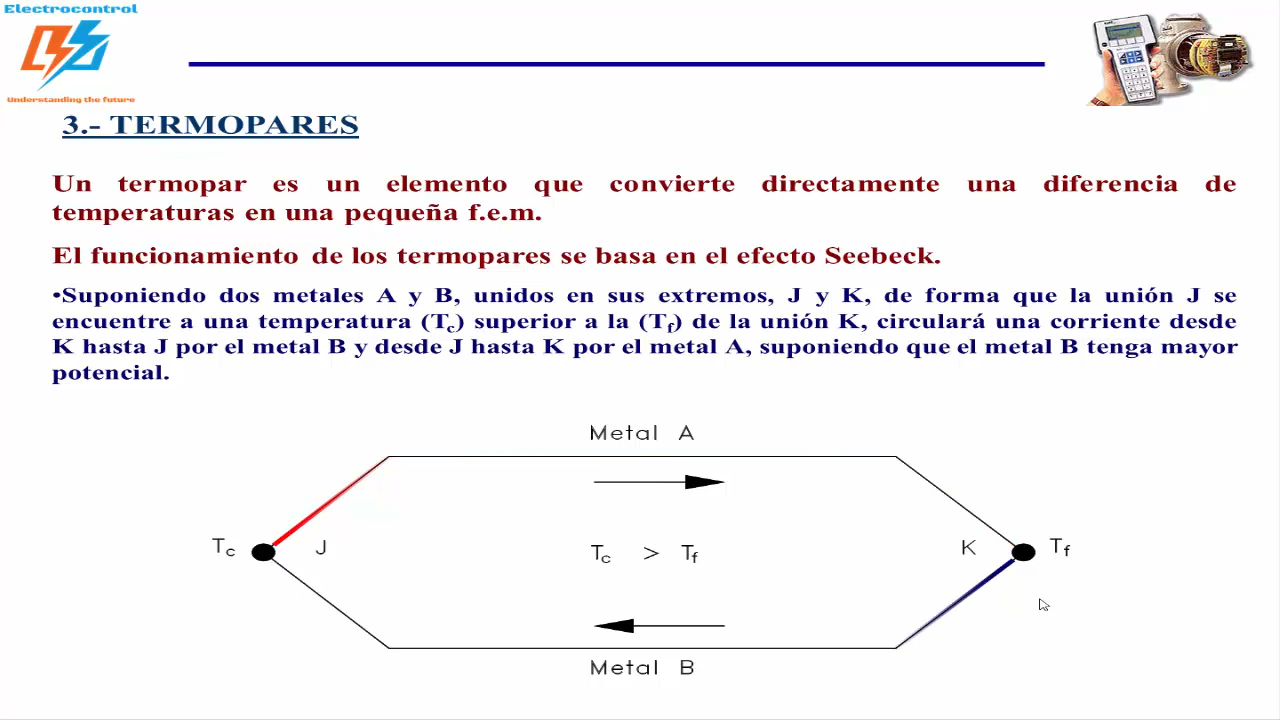 Electrocontrol
Understanding the future
3.- TERMOPARES
Un termopar es un elemento que convierte directamente una diferencia de
temperaturas en una pequeña f.e.m.
El funcionamiento de los termopares se basa en el efecto Seebeck.
•Suponiendo dos metales A y B, unidos en sus extremos, J y K, de forma que la unión J se
encuentre a una temperatura (Tc) superior a la (Tf) de la unión K, circulará una corriente desde
K hasta J por el metal B y desde J hasta K por el metal A, suponiendo que el metal B tenga mayor
potencial.
Metal A
Tc J Tc > Tf K Tf
Metal B